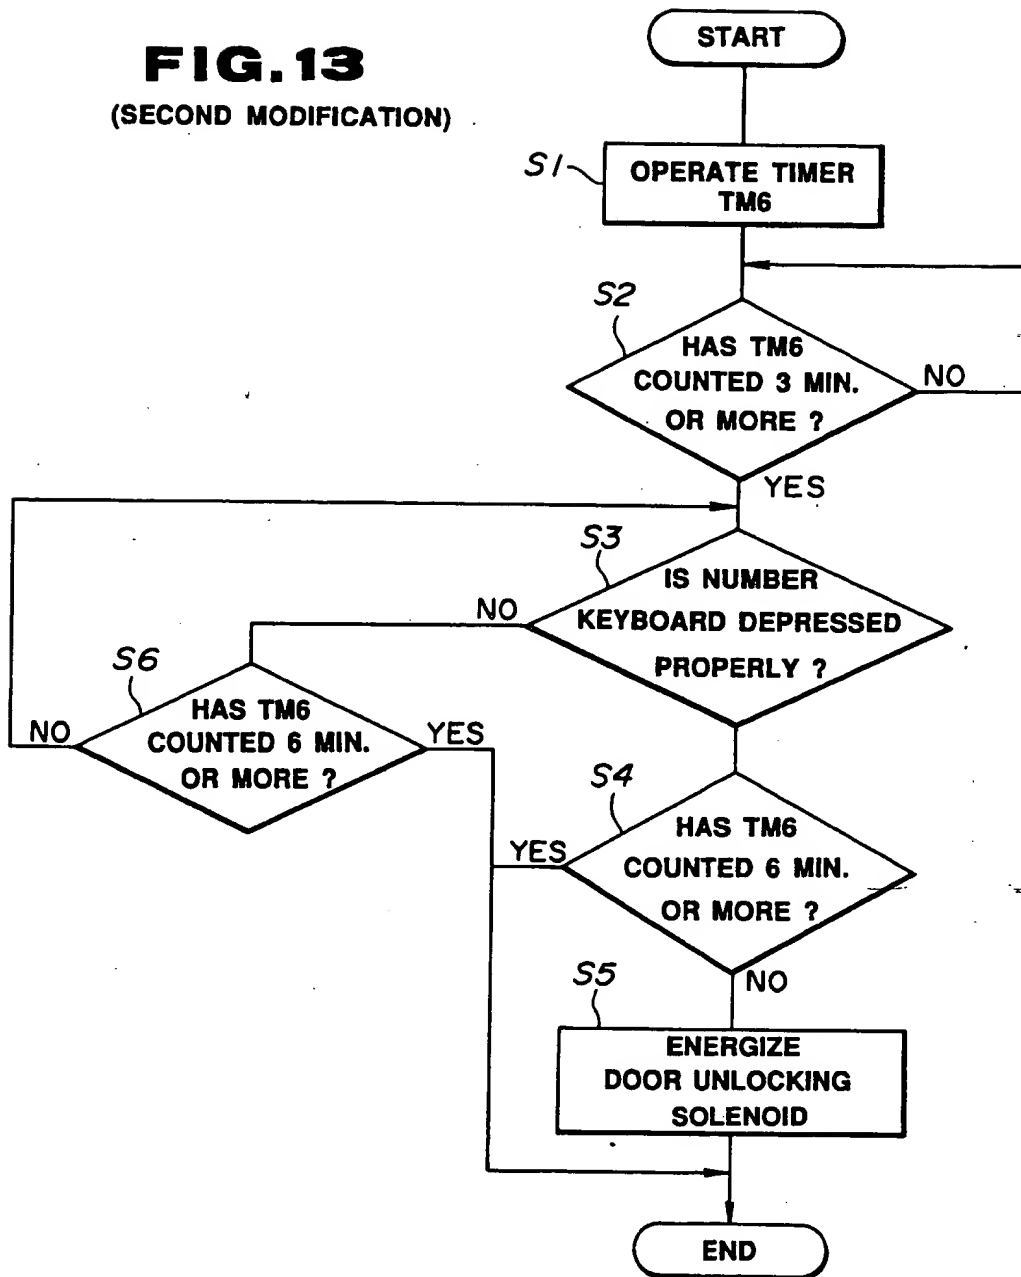 FIG.13
(SECOND MODIFICATION)
START
S1
OPERATE TIMER
TM6
S2
HAS TM6
COUNTED 3 MIN.
OR MORE ?
NO
YES
S3
IS NUMBER
KEYBOARD DEPRESSED
PROPERLY ?
NO
S6
HAS TM6
COUNTED 6 MIN.
OR MORE ?
NO
YES
S4
HAS TM6
COUNTED 6 MIN.
OR MORE ?
YES
NO
S5
ENERGIZE
DOOR UNLOCKING
SOLENOID
END